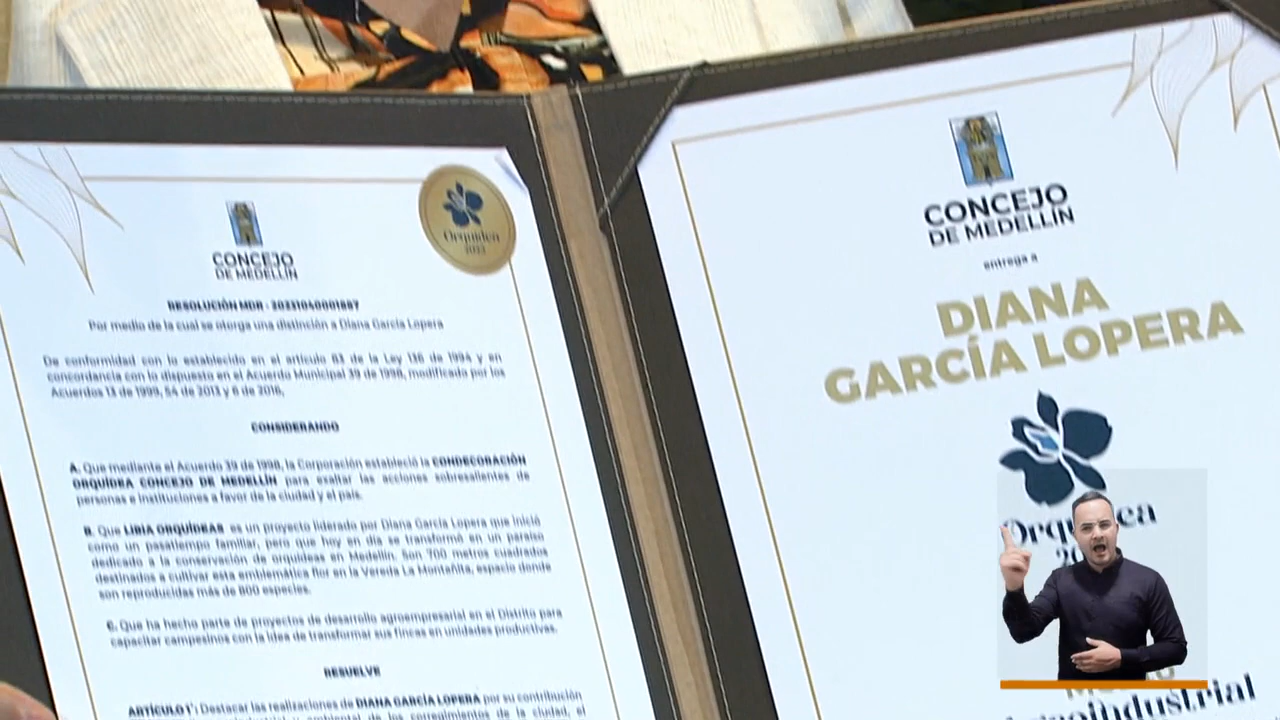 CONCEJO
DE MEDELLÍN
Orquídea
2023
RESOLUCIÓN MDR - 20231040001587
Por medio de la cual se otorga una distinción a Diana García Lopera
De conformidad con lo establecido en el artículo 83 de la Ley 136 de 1994 y en
concordancia con lo dispuesto en el Acuerdo Municipal 39 de 1998, modificado por los
Acuerdos 13 de 1999, 54 de 2013 y 6 de 2016,
CONSIDERANDO
A. Que mediante el Acuerdo 39 de 1998, la Corporación estableció la CONDECORACIÓN
ORQUÍDEA CONCEJO DE MEDELLÍN para exaltar las acciones sobresalientes de
personas e instituciones a favor de la ciudad y el país.
B. Que LIBIA ORQUÍDEAS es un proyecto liderado por Diana García Lopera que inició
como un pasatiempo familiar, pero que hoy en día se transformó en un paraíso
dedicado a la conservación de orquídeas en Medellín. Son 700 metros cuadrados
destinados a cultivar esta emblemática flor en la Vereda La Montañita, espacio donde
son reproducidas más de 800 especies.
C. Que ha hecho parte de proyectos de desarrollo agroempresarial en el Distrito para
capacitar campesinos con la idea de transformar sus fincas en unidades productivas.
RESUELVE
ARTÍCULO 1°: Destacar las realizaciones de DIANA GARCÍA LOPERA por su contribución
y ambiental de los corregimientos de la ciudad, el
CONCEJO
DE MEDELLÍN
entrega a
DIANA
GARCÍA LOPERA